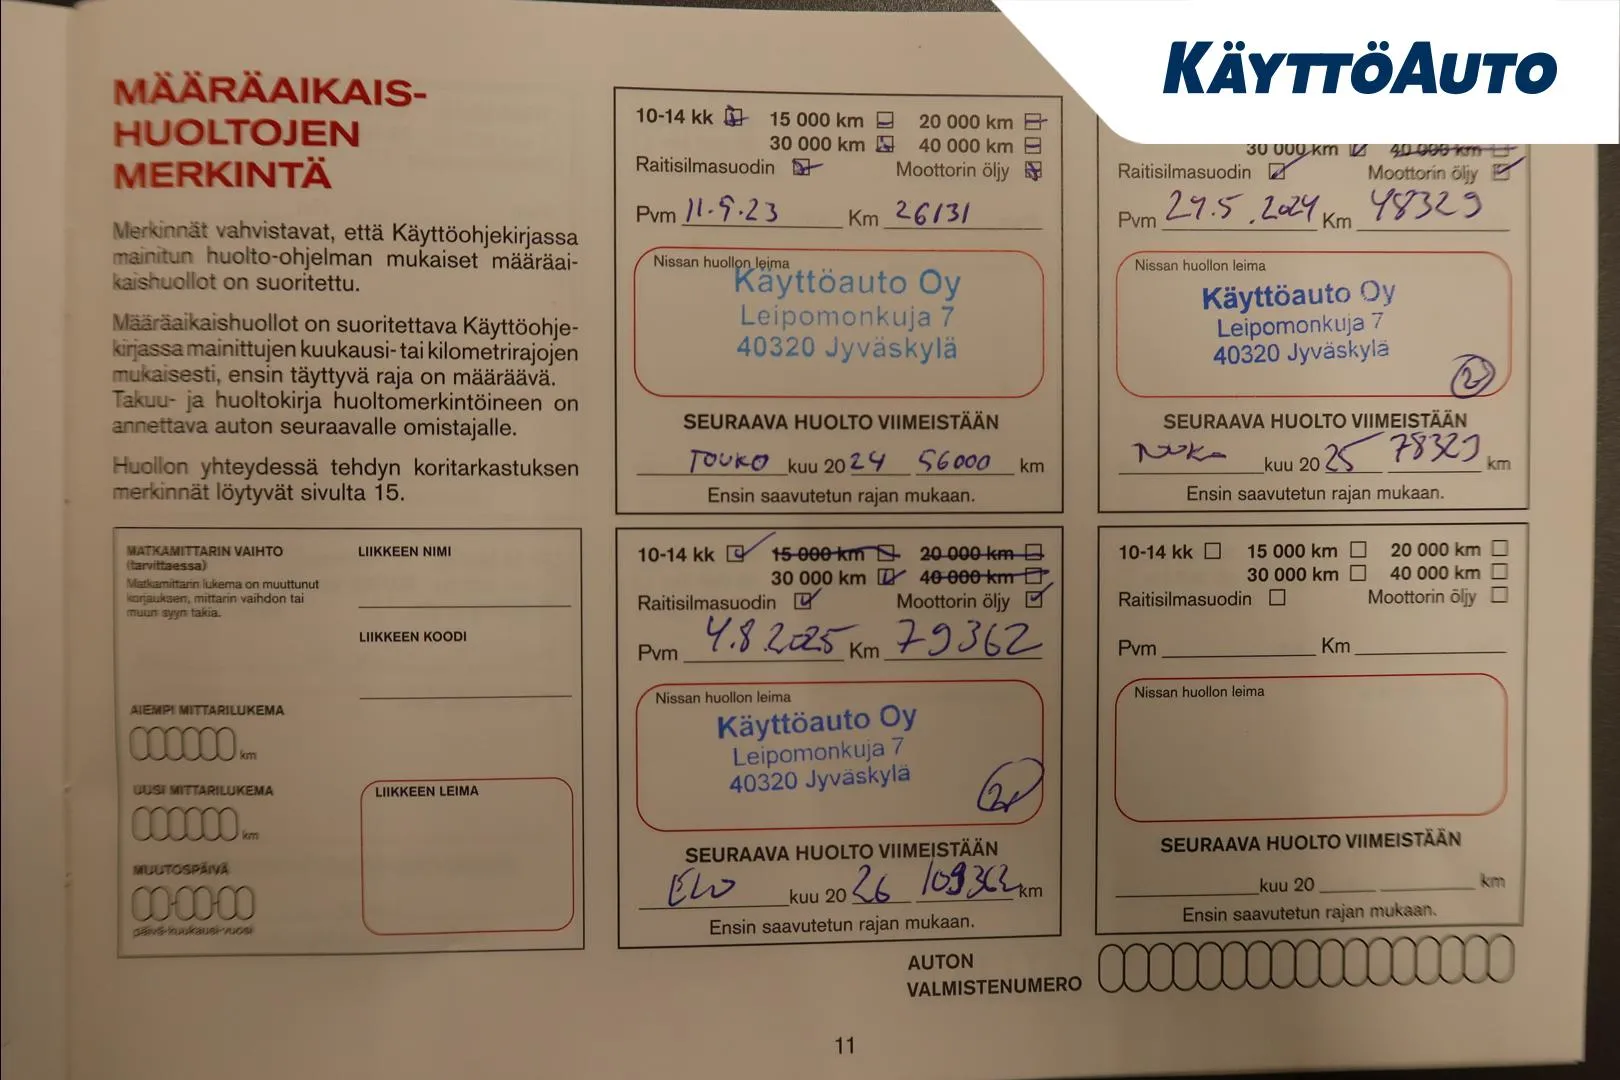 KÄYTTÖAUTO
MÄÄRÄAIKAIS-
HUOLTOJEN
MERKINTÄ
Merkinnät vahvistavat, että Käyttöohjekirjassa
mainitun huolto-ohjelman mukaiset määräai-
kaishuollot on suoritettu.
Määräaikaishuollot on suoritettava Käyttöohje-
kirjassa mainittujen kuukausi- tai kilometrirajojen
mukaisesti, ensin täyttyvä raja on määräävä.
Takuu- ja huoltokirja huoltomerkintöineen on
annettava auton seuraavalle omistajalle.
Huollon yhteydessä tehdyn koritarkastuksen
merkinnät löytyvät sivulta 15.
MATKAMITTARIN VAIHTO
(tarvittaessa)
Matkamittarin lukema on muuttunut
korjauksen, mittarin vaihdon tai
muun syyn takia.
LIIKKEEN NIMI
LIIKKEEN KOODI
AIEMPI MITTARILUKEMA
km
UUSI MITTARILUKEMA
km
MUUTOSPÄIVÄ
päivä-kuukausi-vuosi
LIIKKEEN LEIMA
10-14 kk 15 000 km 20 000 km
30 000 km 40 000 km
Raitisilmasuodin Moottorin öljy
Pvm 11.9.23 Km 26131
Nissan huollon leima
Käyttöauto Oy
Leipomonkuja 7
40320 Jyväskylä
SEURAAVA HUOLTO VIIMEISTÄÄN
TOUKO kuu 20 24 56000 km
Ensin saavutetun rajan mukaan.
30 000 km 40 000 km
Raitisilmasuodin Moottorin öljy
Pvm 29.5.2024 Km 48329
Nissan huollon leima
Käyttöauto Oy
Leipomonkuja 7
40320 Jyväskylä
SEURAAVA HUOLTO VIIMEISTÄÄN
kuu 20 25 78329 km
Ensin saavutetun rajan mukaan.
10-14 kk 15 000 km 20 000 km
30 000 km 40 000 km
Raitisilmasuodin Moottorin öljy
Pvm 4.8.2025 Km 79362
Nissan huollon leima
Käyttöauto Oy
Leipomonkuja 7
40320 Jyväskylä
SEURAAVA HUOLTO VIIMEISTÄÄN
ELO kuu 20 26 109362 km
Ensin saavutetun rajan mukaan.
10-14 kk 15 000 km 20 000 km
30 000 km 40 000 km
Raitisilmasuodin Moottorin öljy
Pvm Km
Nissan huollon leima
SEURAAVA HUOLTO VIIMEISTÄÄN
kuu 20 km
Ensin saavutetun rajan mukaan.
AUTON
VALMISTENUMERO
11